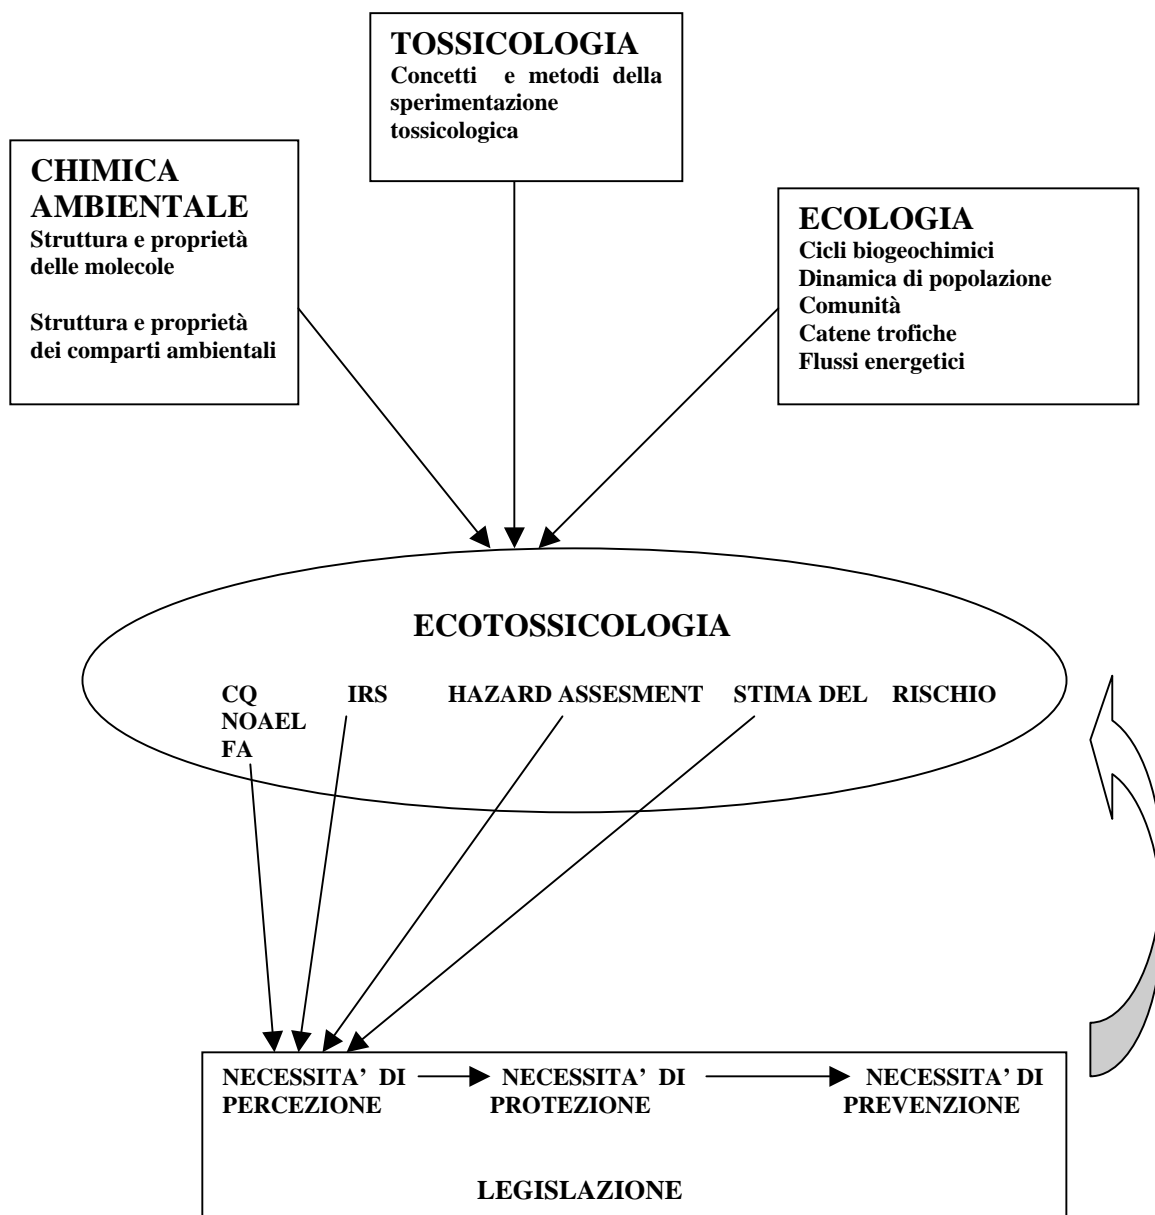 TOSSICOLOGIA
Concetti e metodi della
sperimentazione
tossicologica
CHIMICA
AMBIENTALE
Struttura e proprietà
delle molecole
Struttura e proprietà
dei comparti ambientali
ECOLOGIA
Cicli biogeochimici
Dinamica di popolazione
Comunità
Catene trofiche
Flussi energetici
ECOTOSSICOLOGIA
CQ
NOAEL
FA
IRS
HAZARD ASSESMENT
STIMA DEL RISCHIO
NECESSITA' DI
PERCEZIONE
NECESSITA' DI
PROTEZIONE
NECESSITA' DI
PREVENZIONE
LEGISLAZIONE